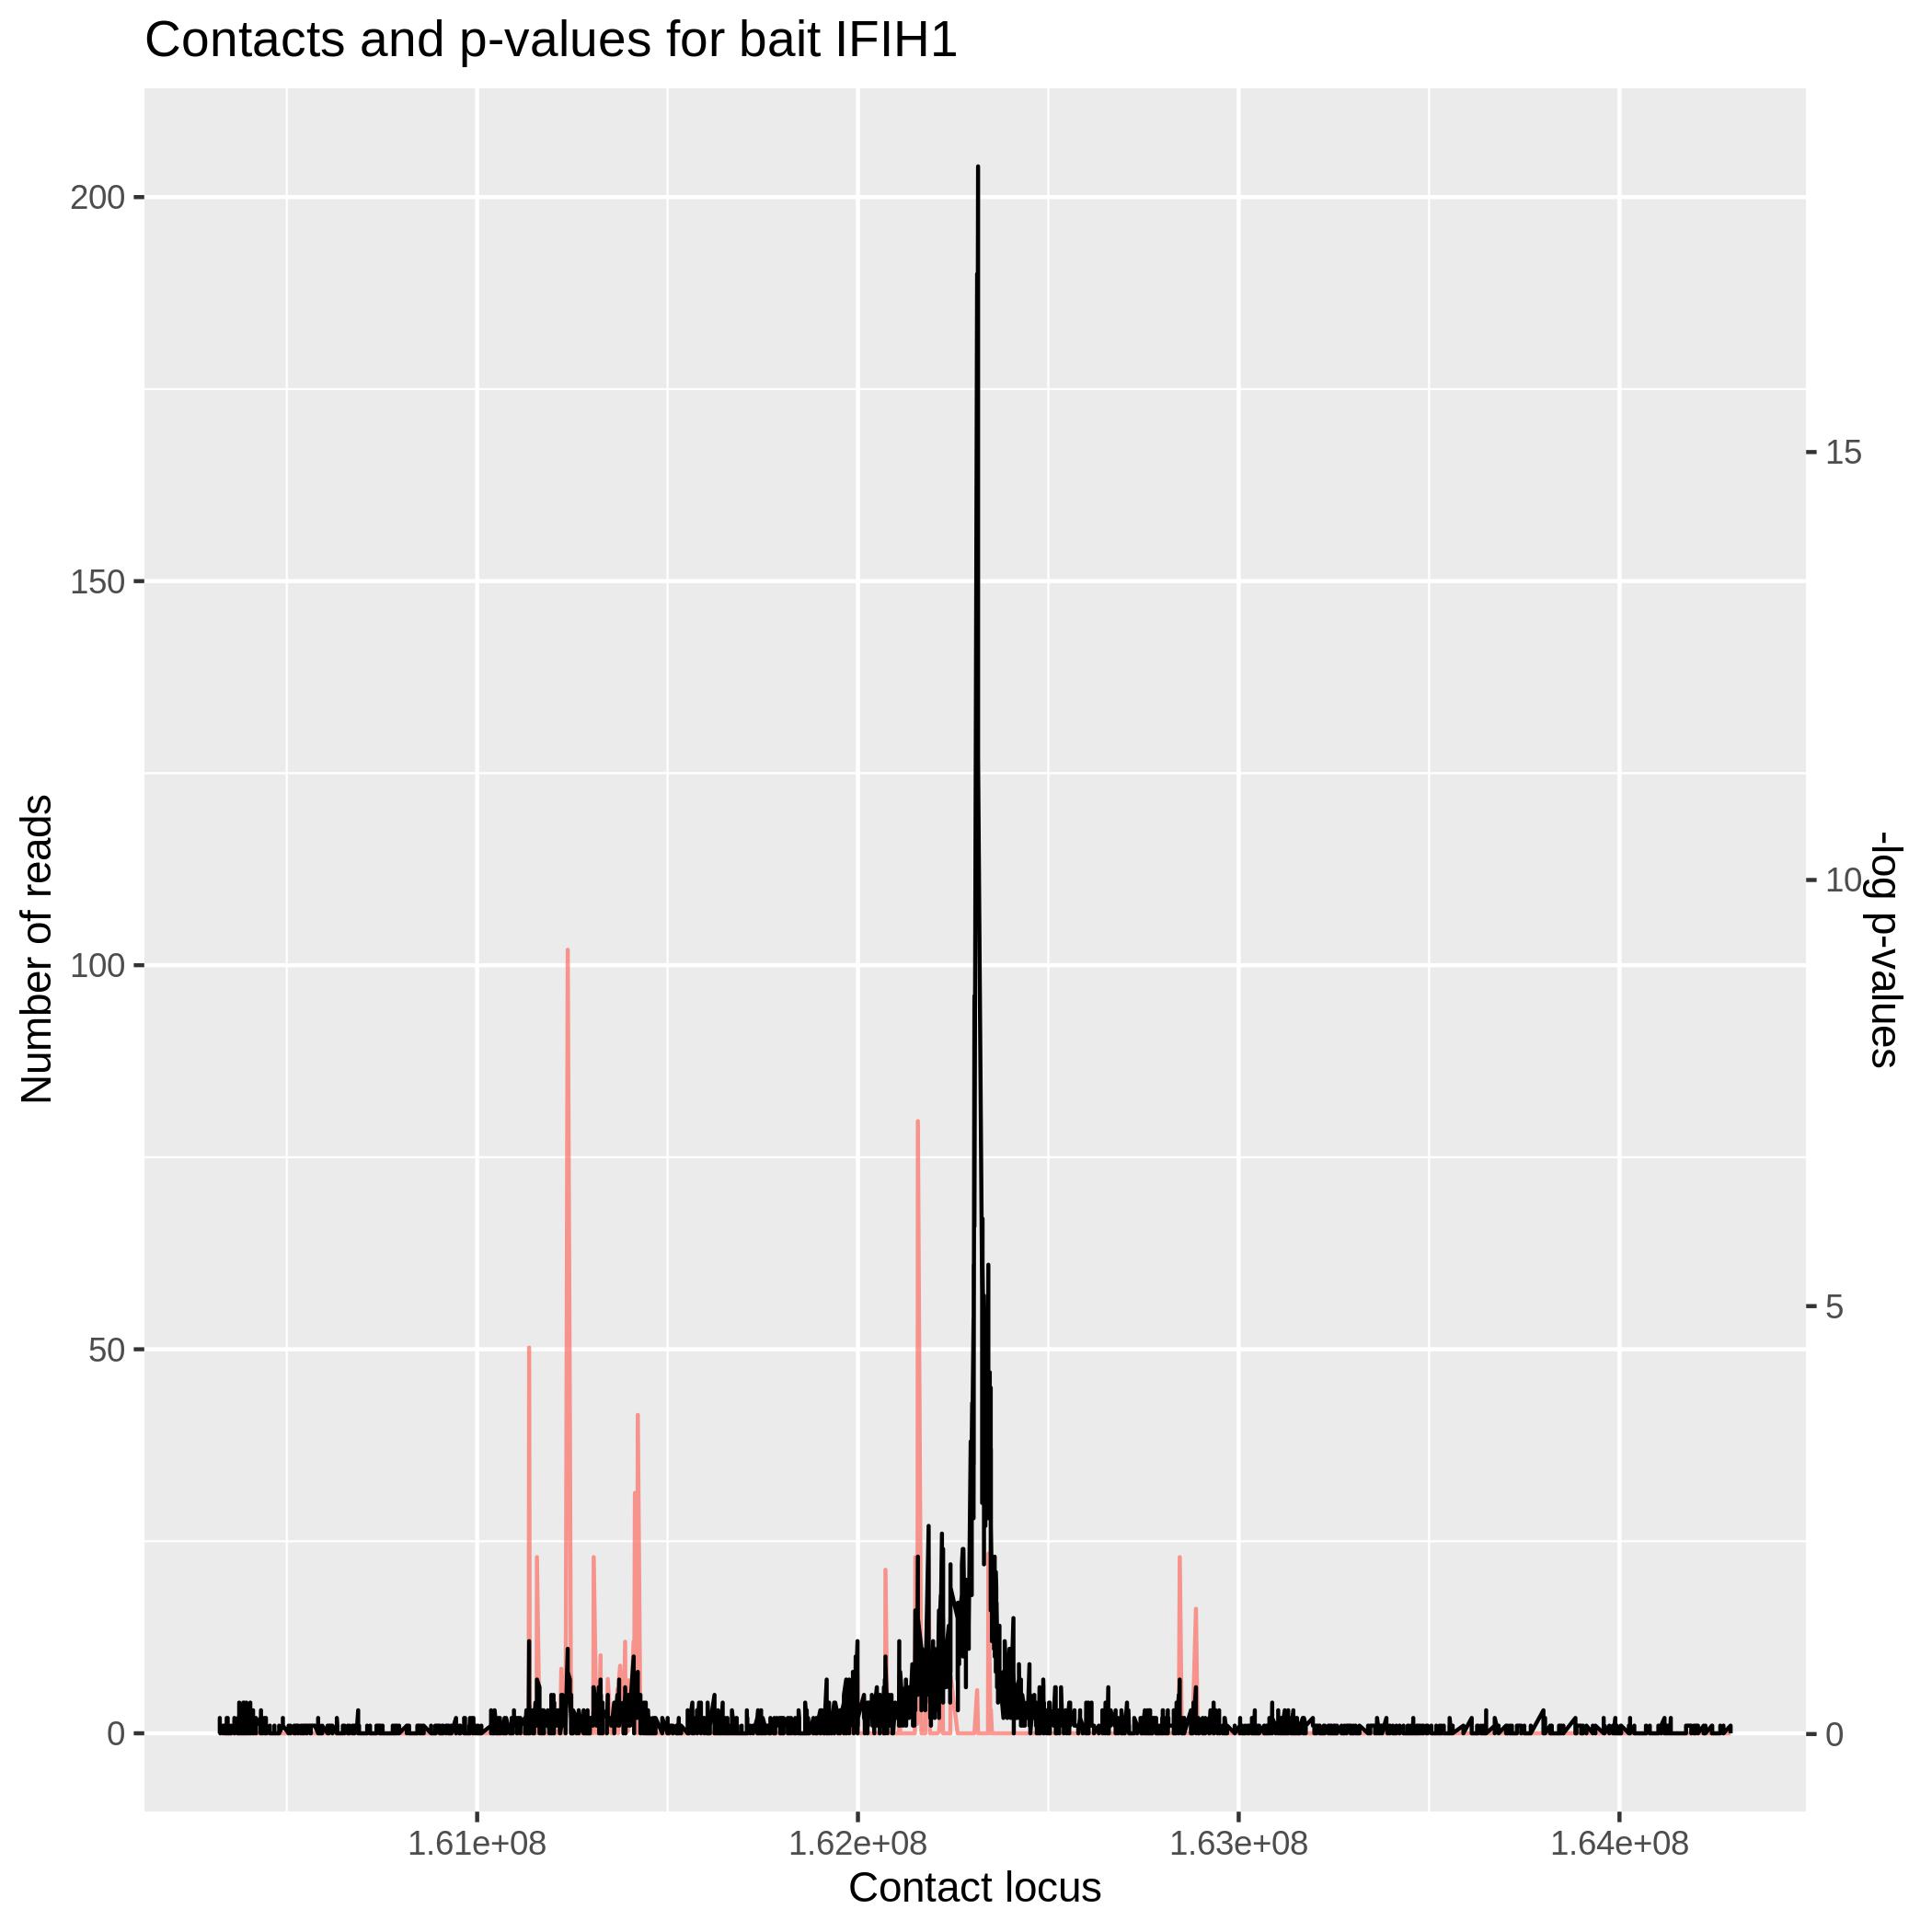 Contacts and p-values for bait IFIH1
200
150
100
50
0
Number of reads
15
10
5
0
-log p-values
1.61e+08
1.62e+08
1.63e+08
1.64e+08
Contact locus